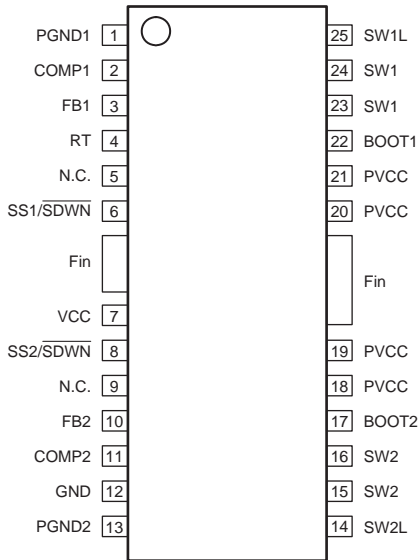 PGND1 1 25 SW1L
COMP1 2 24 SW1
FB1 3 23 SW1
RT 4 22 BOOT1
N.C. 5 21 PVCC
SS1/SDWN 6 20 PVCC
Fin Fin
VCC 7
SS2/SDWN 8 19 PVCC
N.C. 9 18 PVCC
FB2 10 17 BOOT2
COMP2 11 16 SW2
GND 12 15 SW2
PGND2 13 14 SW2L